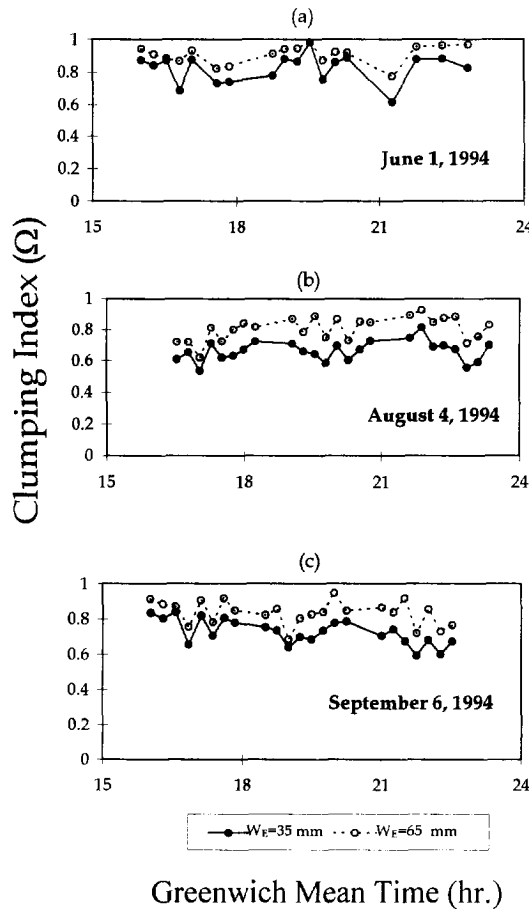 (a)
1
0.8
0.6
0.4
0.2
0
15 18 21 24
June 1, 1994
Clumping Index (Ω)
(b)
1
0.8
0.6
0.4
0.2
0
15 18 21 24
August 4, 1994
(c)
1
0.8
0.6
0.4
0.2
0
15 18 21 24
September 6, 1994
WE=35 mm WE=65 mm
Greenwich Mean Time (hr.)